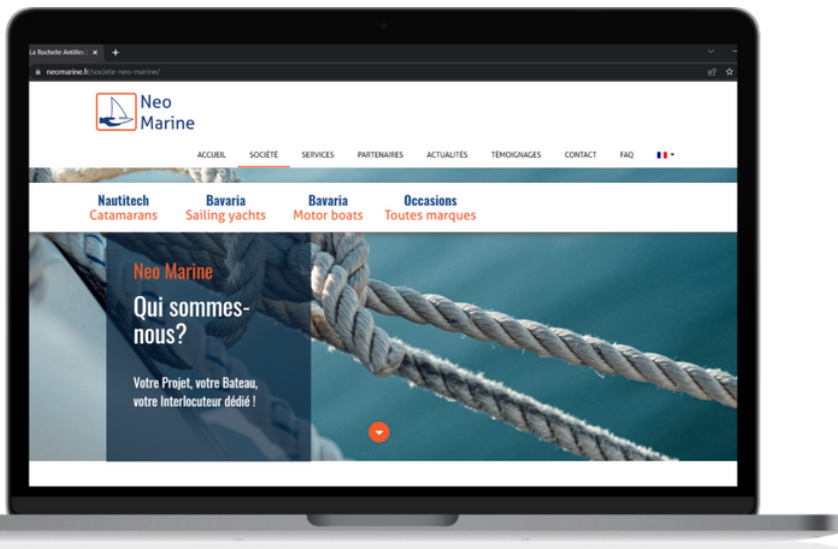 La Rochelle Antilles
neomarine.fr/societe-neo-marine/
Neo
Marine
ACCUEIL SOCIÉTÉ SERVICES PARTENAIRES ACTUALITÉS TÉMOIGNAGES CONTACT FAQ
Nautitech Bavaria Bavaria Occasions
Catamarans Sailing yachts Motor boats Toutes marques
Neo Marine
Qui sommes-
nous?
Votre Projet, votre Bateau,
votre Interlocuteur dédié !